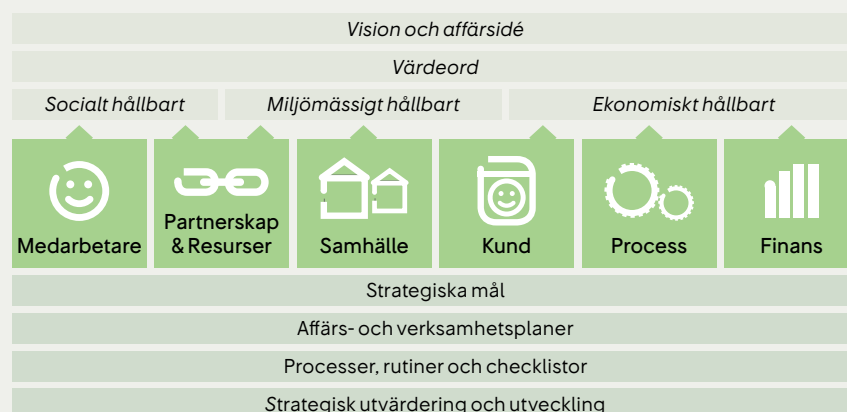 Vision och affärsidé
Värdeord
Socialt hållbart
Miljömässigt hållbart
Ekonomiskt hållbart
Medarbetare
Partnerskap
& Resurser
Samhälle
Kund
Process
Finans
Strategiska mål
Affärs- och verksamhetsplaner
Processer, rutiner och checklistor
Strategisk utvärdering och utveckling